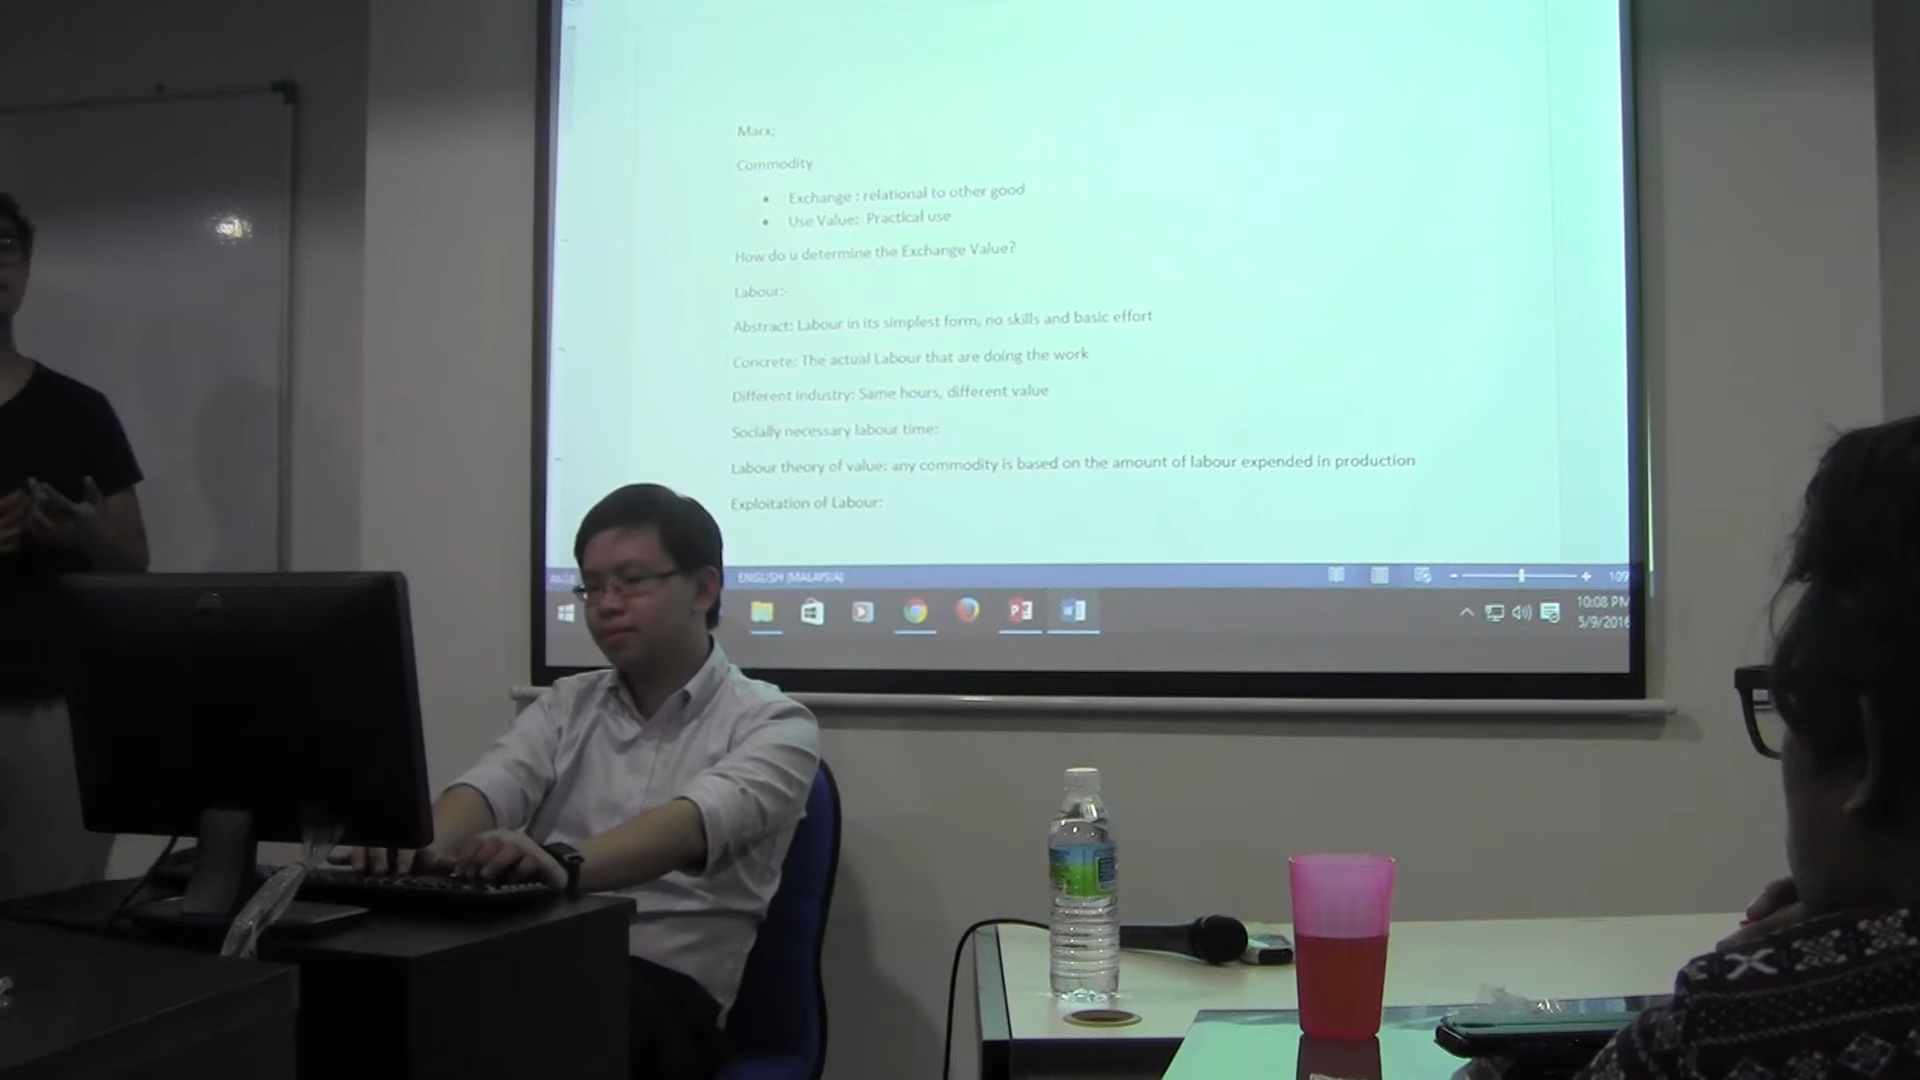 Marx;
Commodity
• Exchange : relational to other good
• Use Value: Practical use
How do u determine the Exchange Value?
Labour:-
Abstract: Labour in its simplest form, no skills and basic effort
Concrete: The actual Labour that are doing the work
Different industry: Same hours, different value
Socially necessary labour time:
Labour theory of value: any commodity is based on the amount of labour expended in production
Exploitation of Labour:
PAGE ENGLISH (MALAYSIA) 109
10:08 PM
5/9/2016